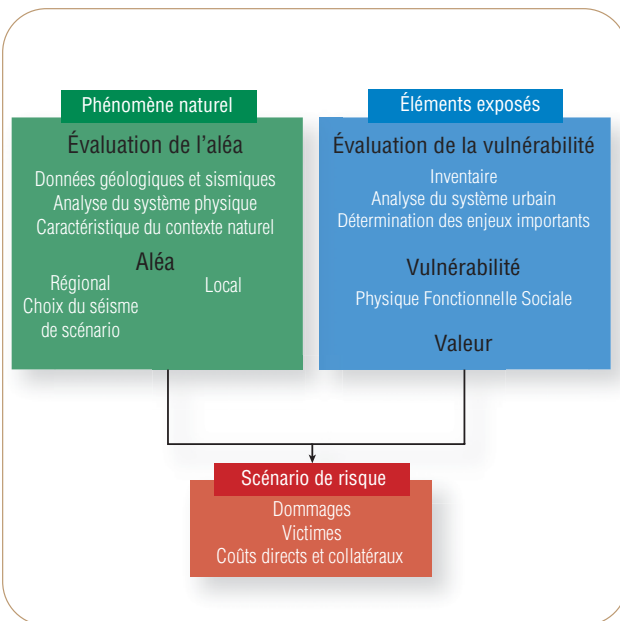 Phénomène naturel
Évaluation de l'aléa
Données géologiques et sismiques
Analyse du système physique
Caractéristique du contexte naturel
Aléa
Régional
Choix du séisme
de scénario
Local
Éléments exposés
Évaluation de la vulnérabilité
Inventaire
Analyse du système urbain
Détermination des enjeux importants
Vulnérabilité
Physique Fonctionnelle Sociale
Valeur
Scénario de risque
Dommages
Victimes
Coûts directs et collatéraux